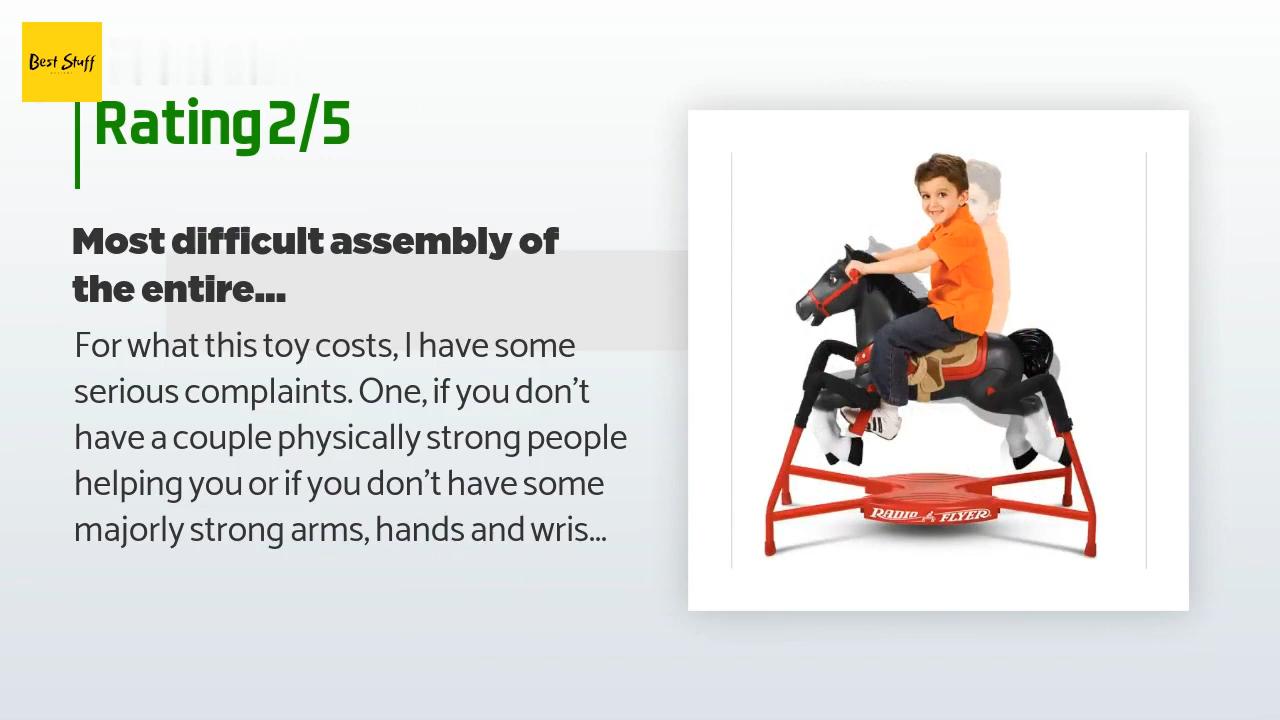 Best Stuff
Rating 2/5
Most difficult assembly of
the entire...
For what this toy costs, I have some
serious complaints. One, if you don't
have a couple physically strong people
helping you or if you don't have some
majorly strong arms, hands and wris...
RADIO FLYER